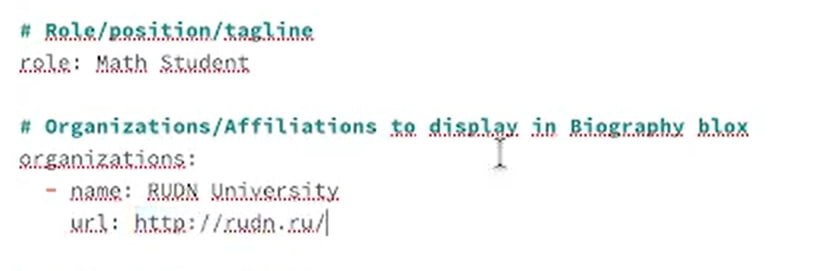 # Role/position/tagline
role: Math Student
# Organizations/Affiliations to display in Biography blox
organizations:
- name: RUDN University
url: http://rudn.ru/